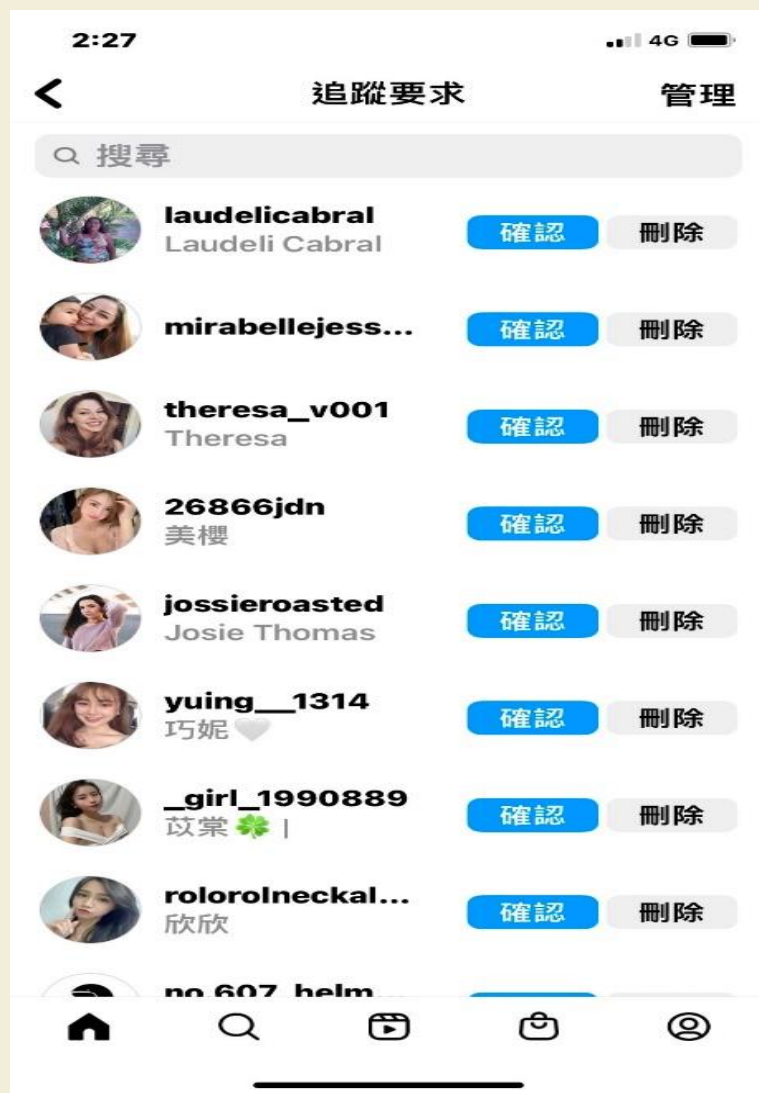 2:27
4G
追蹤要求
管理
搜尋
laudelicabral
Laudeli Cabral
確認
刪除
mirabellejess...
確認
刪除
theresa_v001
Theresa
確認
刪除
26866jdn
美櫻
確認
刪除
jossieroasted
Josie Thomas
確認
刪除
yuing__1314
巧妮🤍
確認
刪除
_girl_1990889
苡棠🍀 |
確認
刪除
rolorolneckal...
欣欣
確認
刪除
no.607_helm...